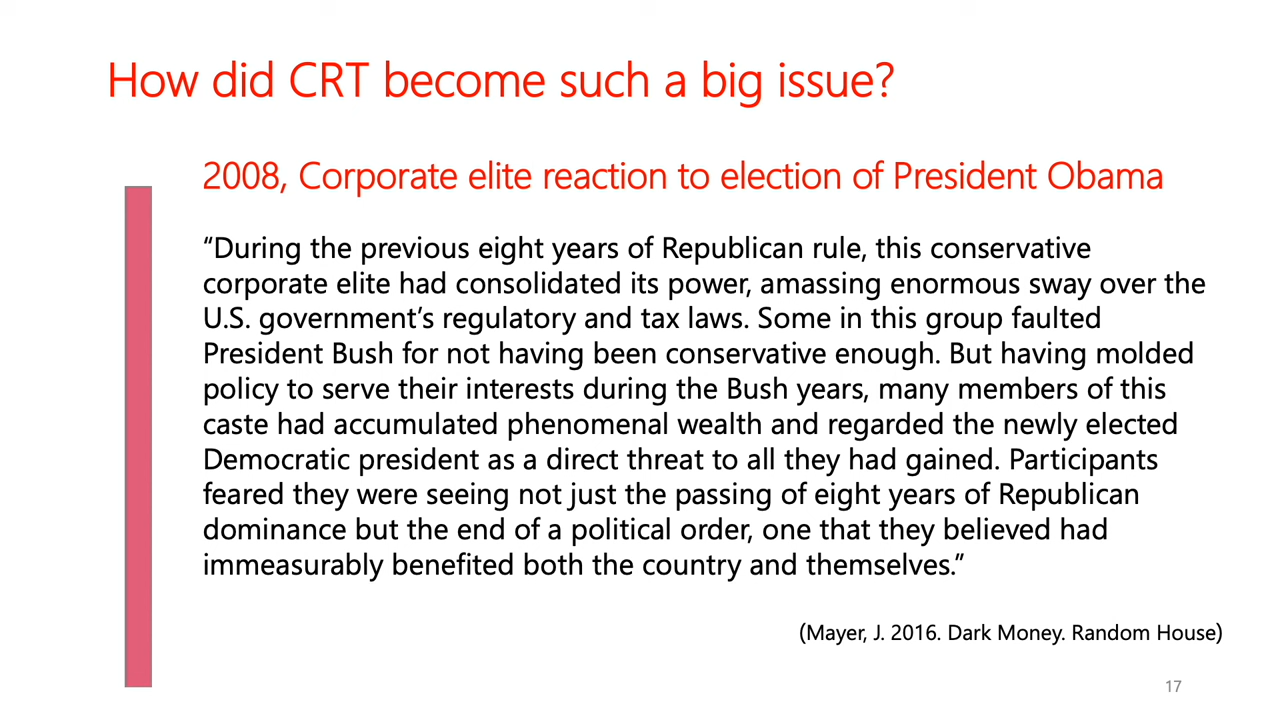 How did CRT become such a big issue?
2008, Corporate elite reaction to election of President Obama
“During the previous eight years of Republican rule, this conservative
corporate elite had consolidated its power, amassing enormous sway over the
U.S. government’s regulatory and tax laws. Some in this group faulted
President Bush for not having been conservative enough. But having molded
policy to serve their interests during the Bush years, many members of this
caste had accumulated phenomenal wealth and regarded the newly elected
Democratic president as a direct threat to all they had gained. Participants
feared they were seeing not just the passing of eight years of Republican
dominance but the end of a political order, one that they believed had
immeasurably benefited both the country and themselves.”
(Mayer, J. 2016. Dark Money. Random House)
17